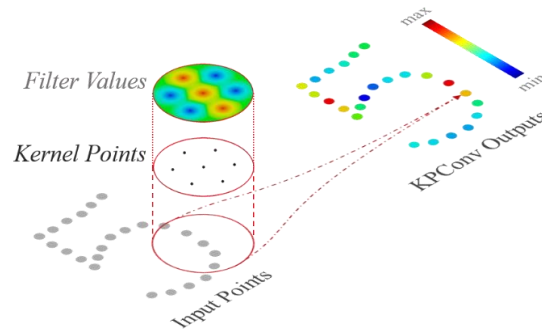 max
min
Filter Values
Kernel Points
KPConv Outputs
Input Points